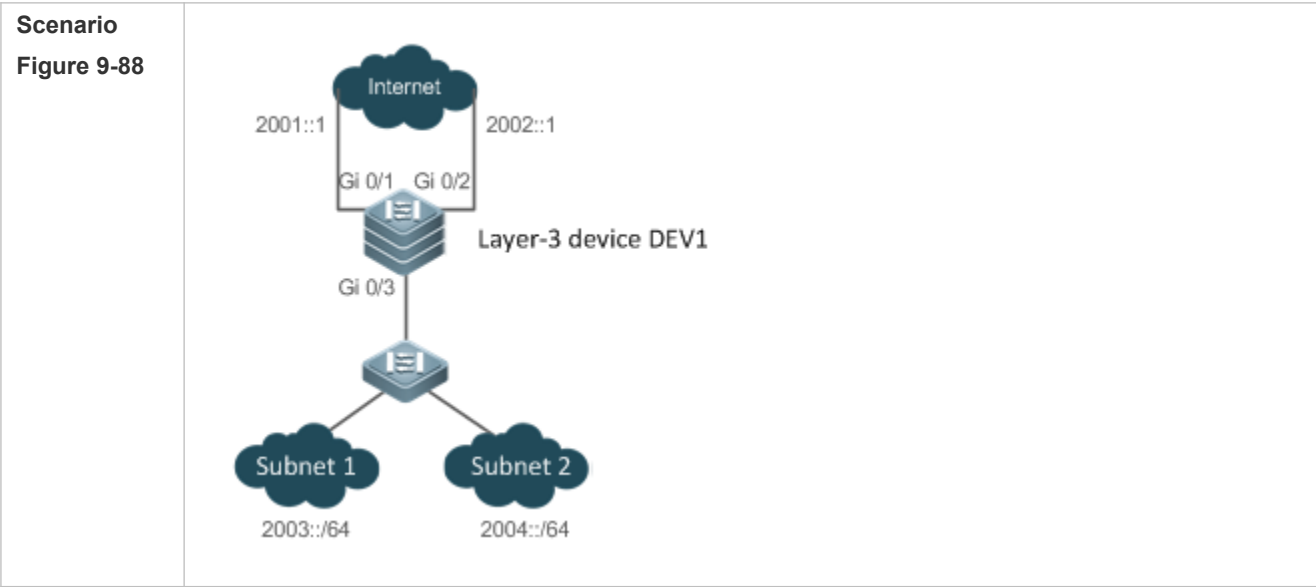 Scenario
Figure 9-88
Internet
2001::1
2002::1
Gi 0/1 Gi 0/2
Layer-3 device DEV1
Gi 0/3
Subnet 1
Subnet 2
2003::/64
2004::/64